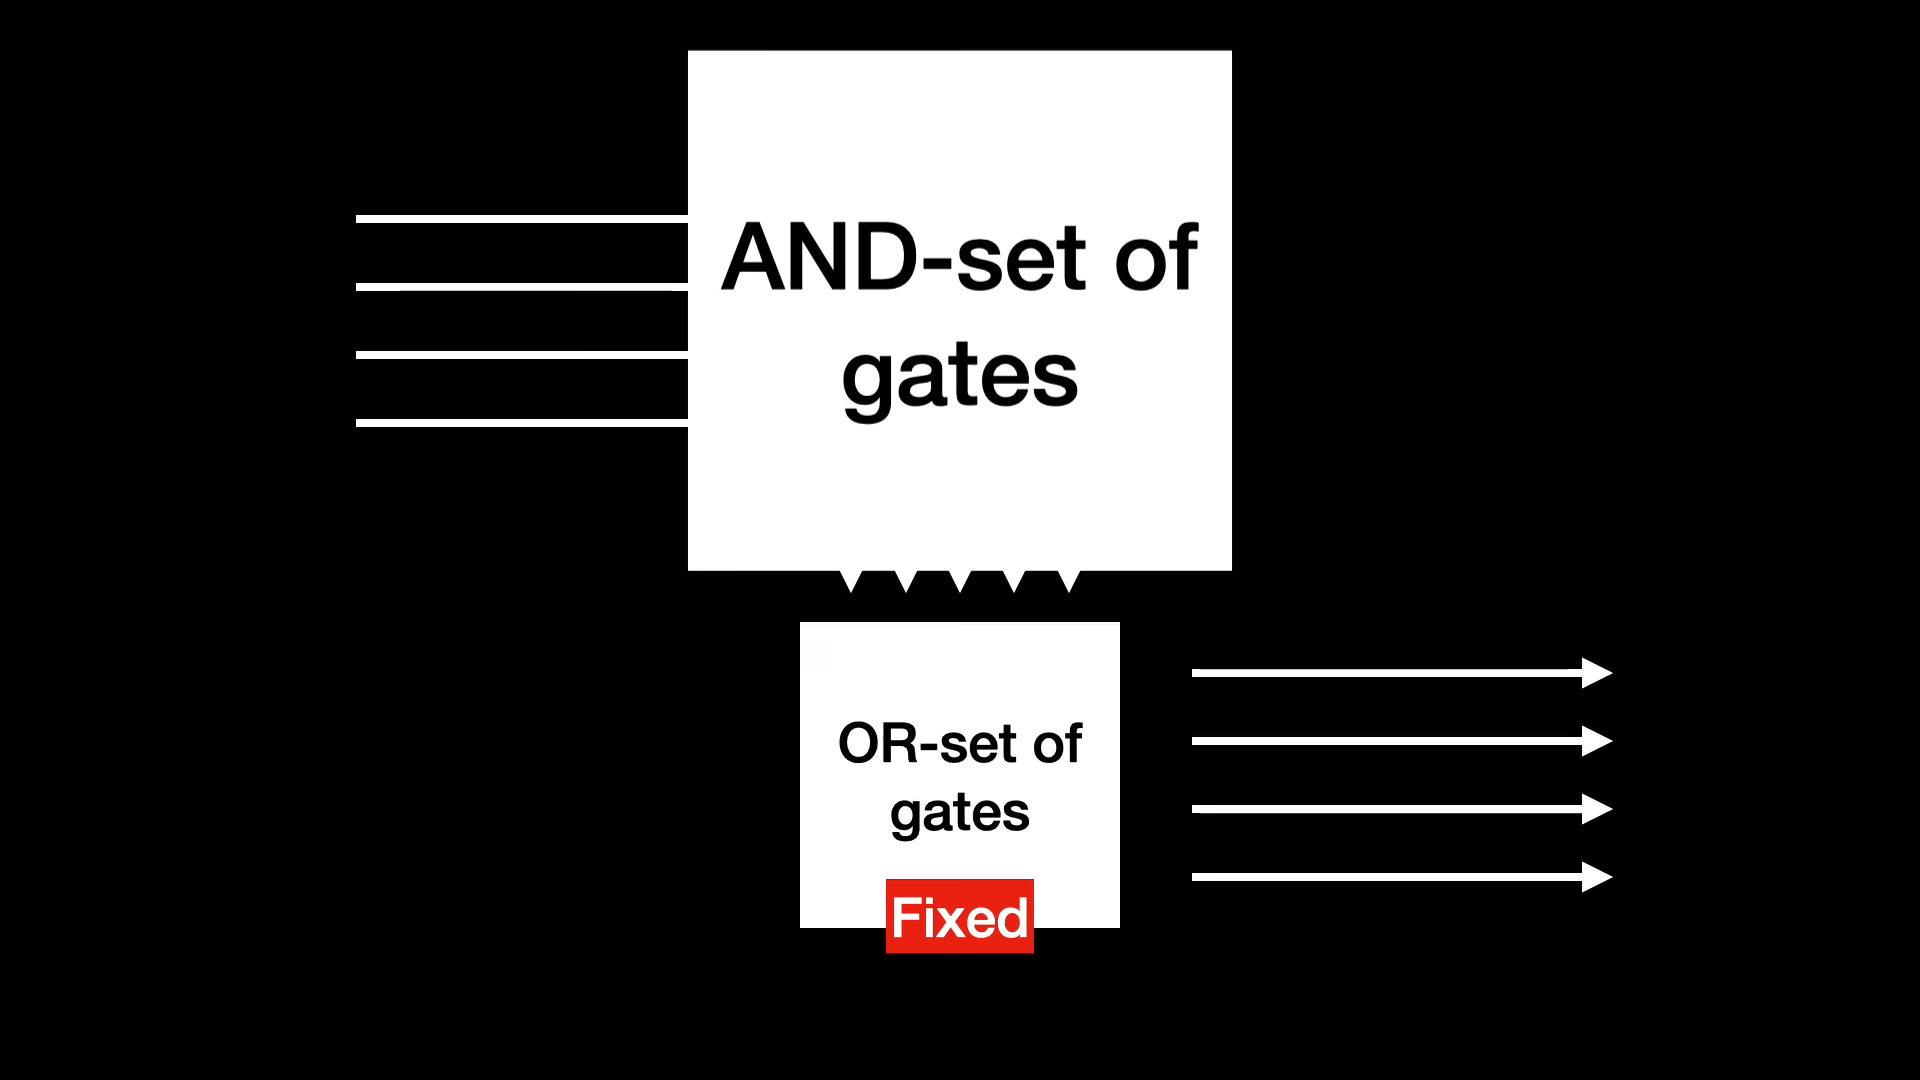 AND-set of
gates
OR-set of
gates
Fixed